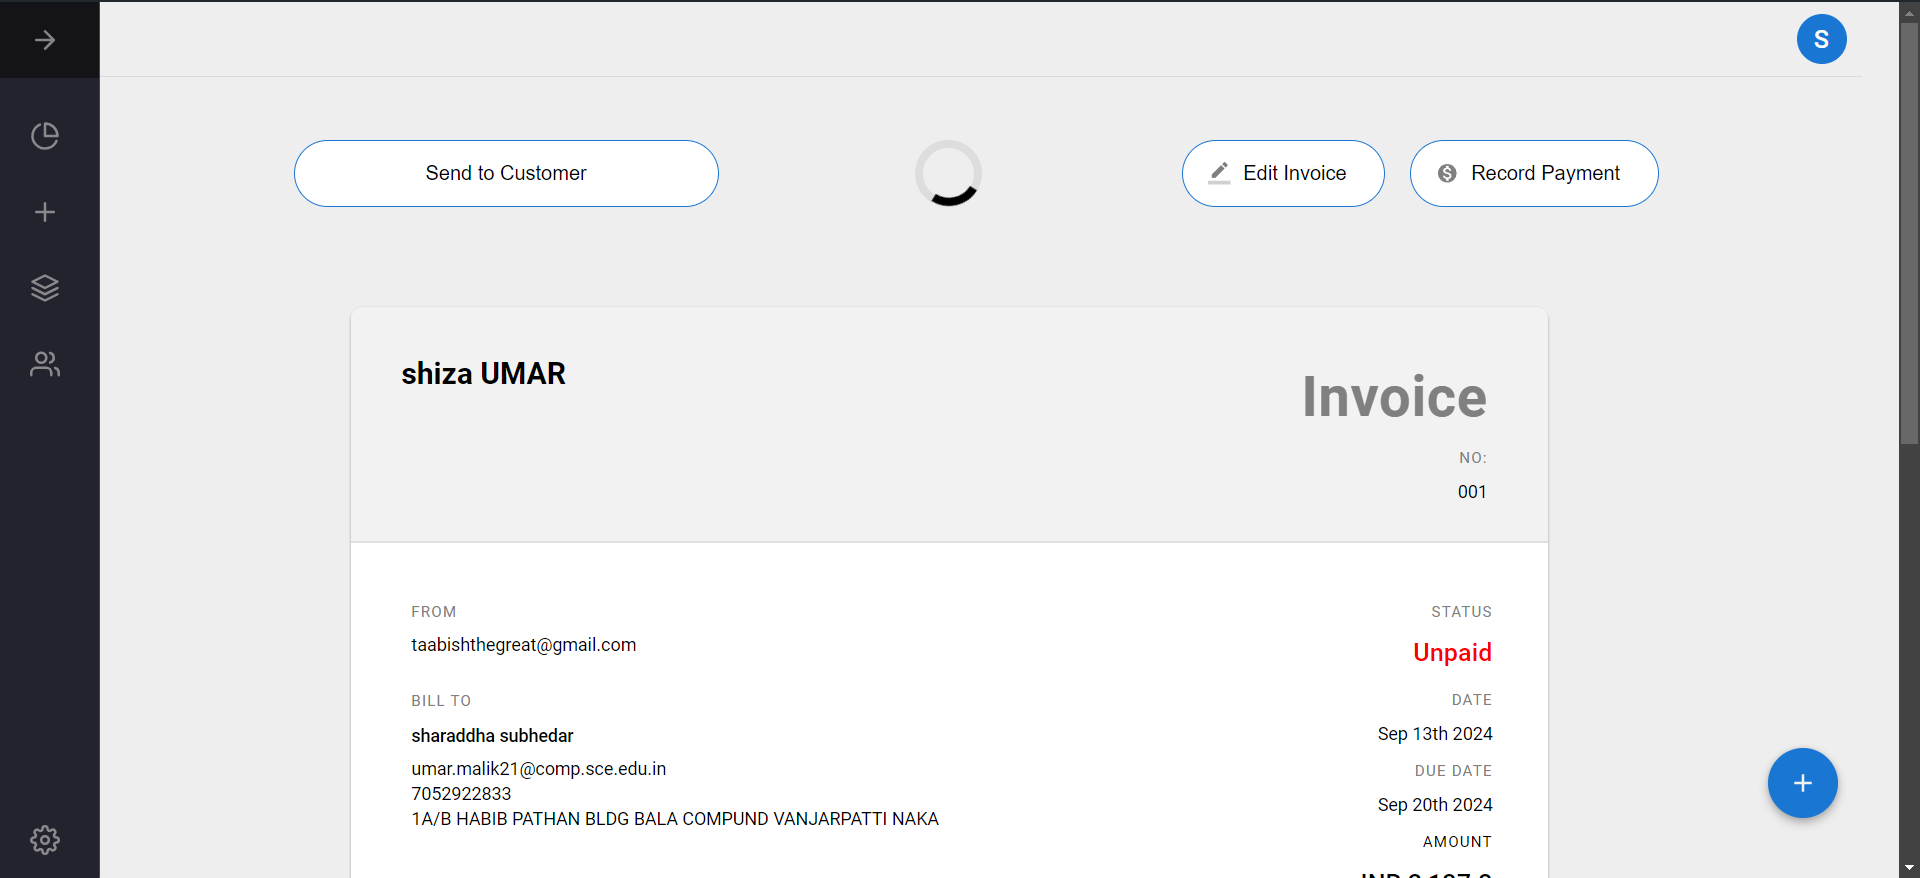 S
Send to Customer
Edit Invoice
Record Payment
shiza UMAR
Invoice
NO:
001
FROM
taabishthegreat@gmail.com
BILL TO
sharaddha subhedar
umar.malik21@comp.sce.edu.in
7052922833
1A/B HABIB PATHAN BLDG BALA COMPUND VANJARPATTI NAKA
STATUS
Unpaid
DATE
Sep 13th 2024
DUE DATE
Sep 20th 2024
AMOUNT